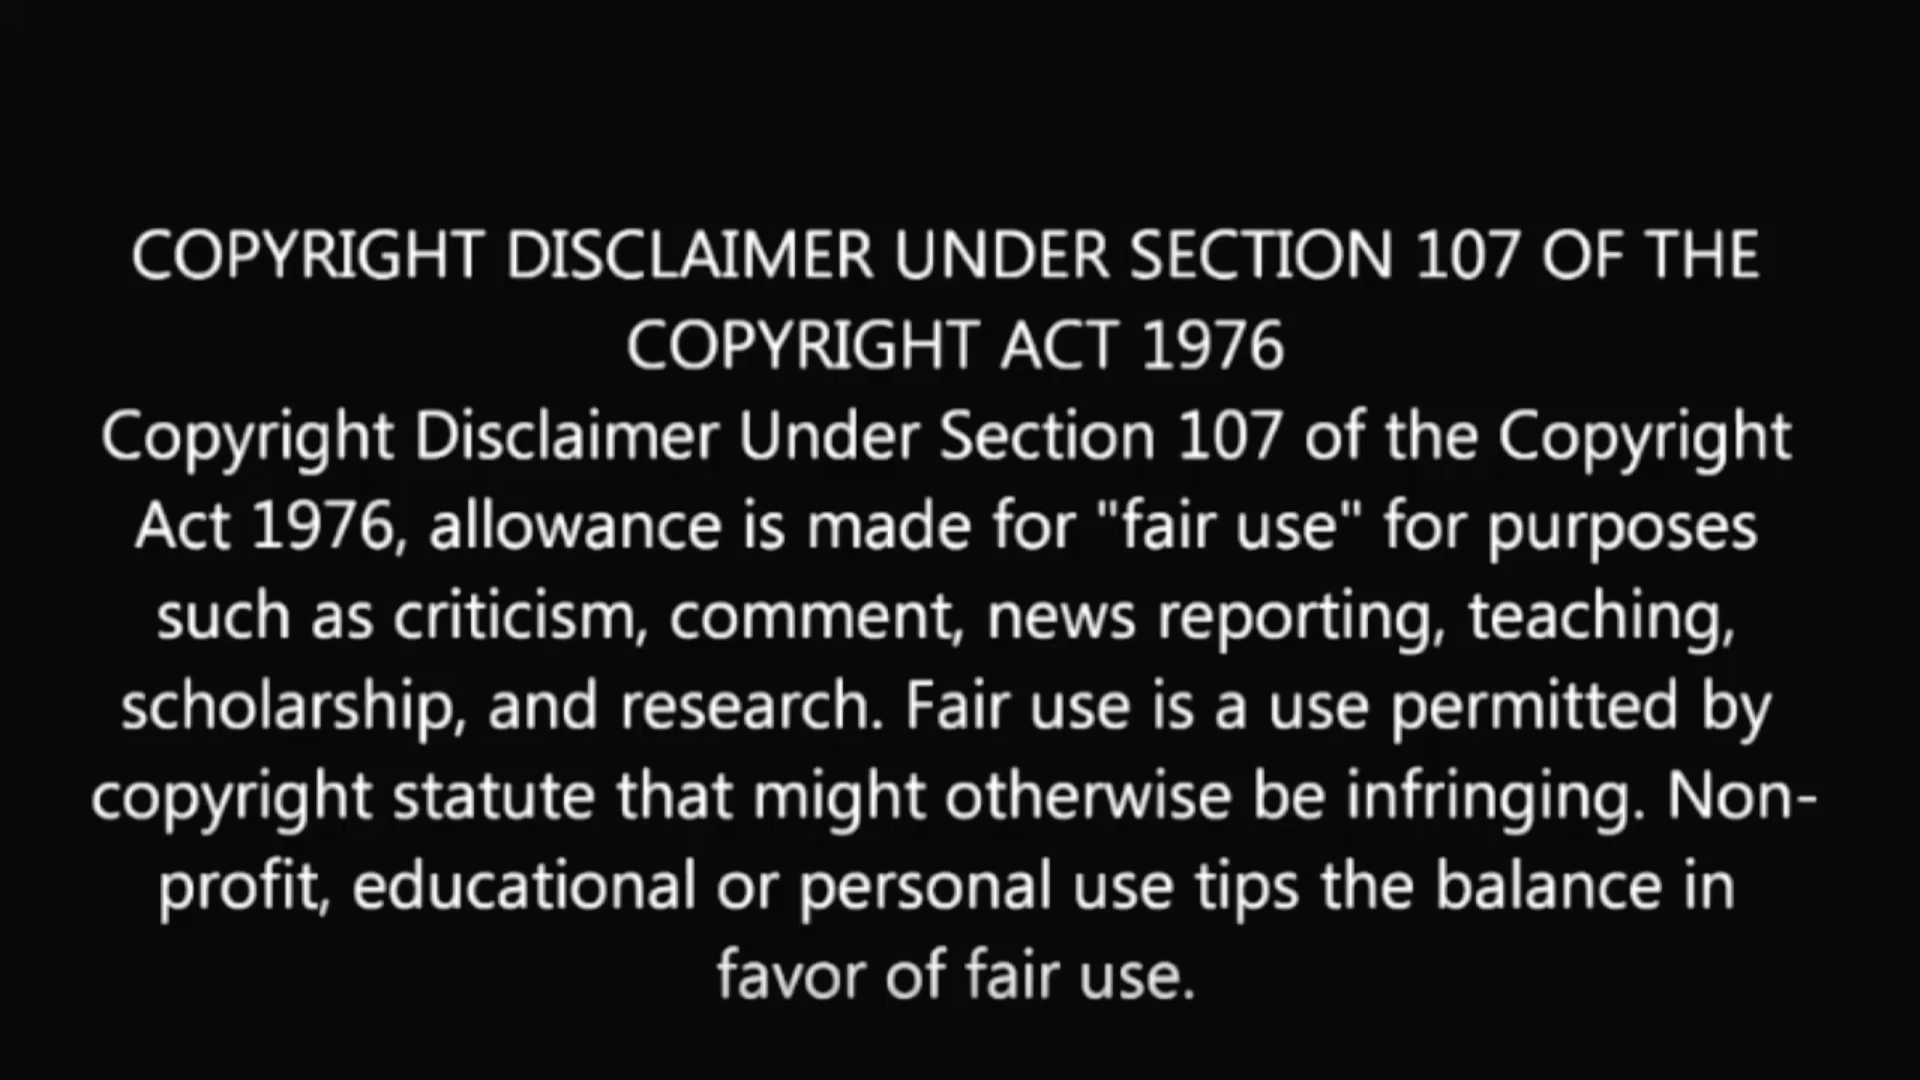 COPYRIGHT DISCLAIMER UNDER SECTION 107 OF THE
COPYRIGHT ACT 1976
Copyright Disclaimer Under Section 107 of the Copyright
Act 1976, allowance is made for "fair use" for purposes
such as criticism, comment, news reporting, teaching,
scholarship, and research. Fair use is a use permitted by
copyright statute that might otherwise be infringing. Non-
profit, educational or personal use tips the balance in
favor of fair use.